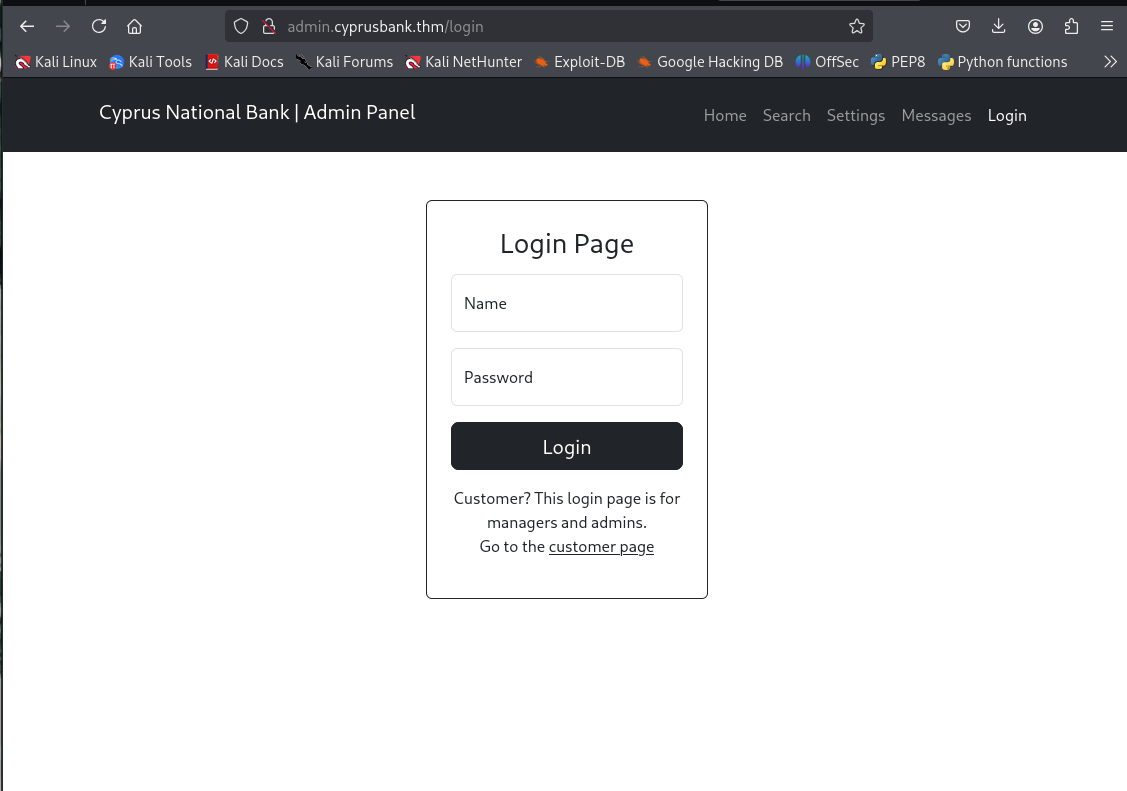 admin.cyprusbank.thm/login
Kali Linux Kali Tools Kali Docs Kali Forums Kali NetHunter Exploit-DB Google Hacking DB OffSec PEP8 Python functions
Cyprus National Bank | Admin Panel Home Search Settings Messages Login
Login Page
Name
Password
Login
Customer? This login page is for
managers and admins.
Go to the customer page